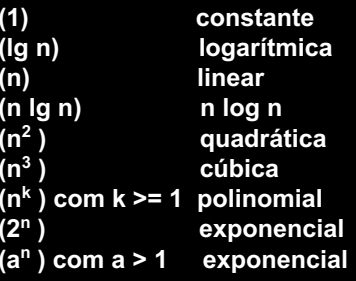 (1) constante
(lg n) logarítmica
(n) linear
(n lg n) n log n
(n² ) quadrática
(n³ ) cúbica
(nᵏ ) com k >= 1 polinomial
(2ⁿ ) exponencial
(aⁿ ) com a > 1 exponencial